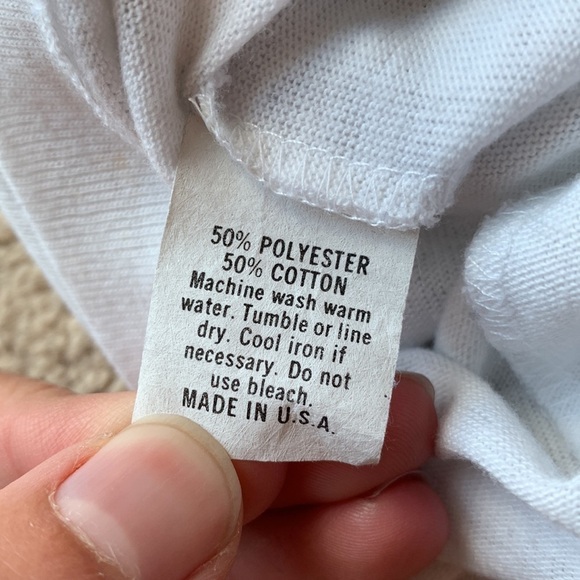 50% POLYESTER
50% COTTON
Machine wash warm
water. Tumble or line
dry. Cool iron if
necessary. Do not
use bleach.
MADE IN U.S.A.